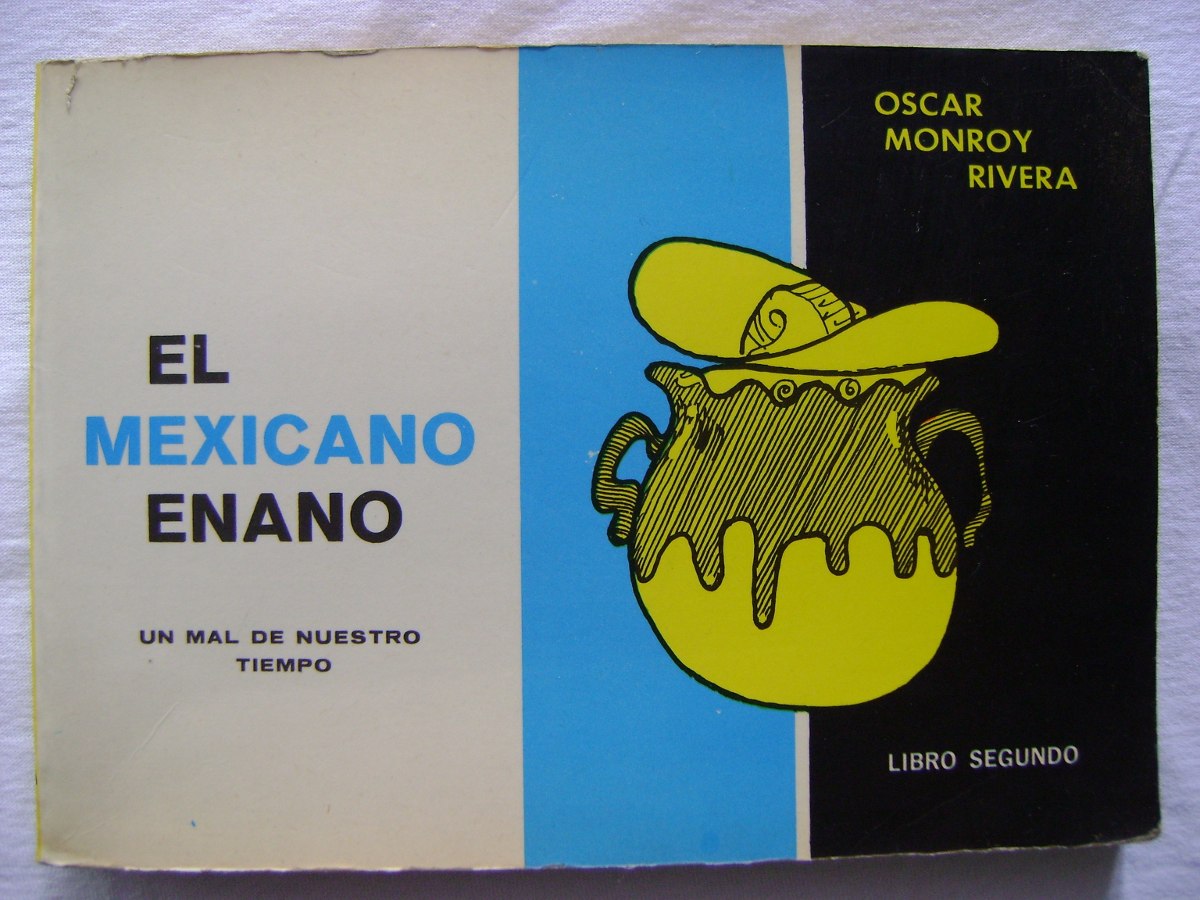 OSCAR
MONROY
RIVERA
EL
MEXICANO
ENANO
UN MAL DE NUESTRO
TIEMPO
LIBRO SEGUNDO